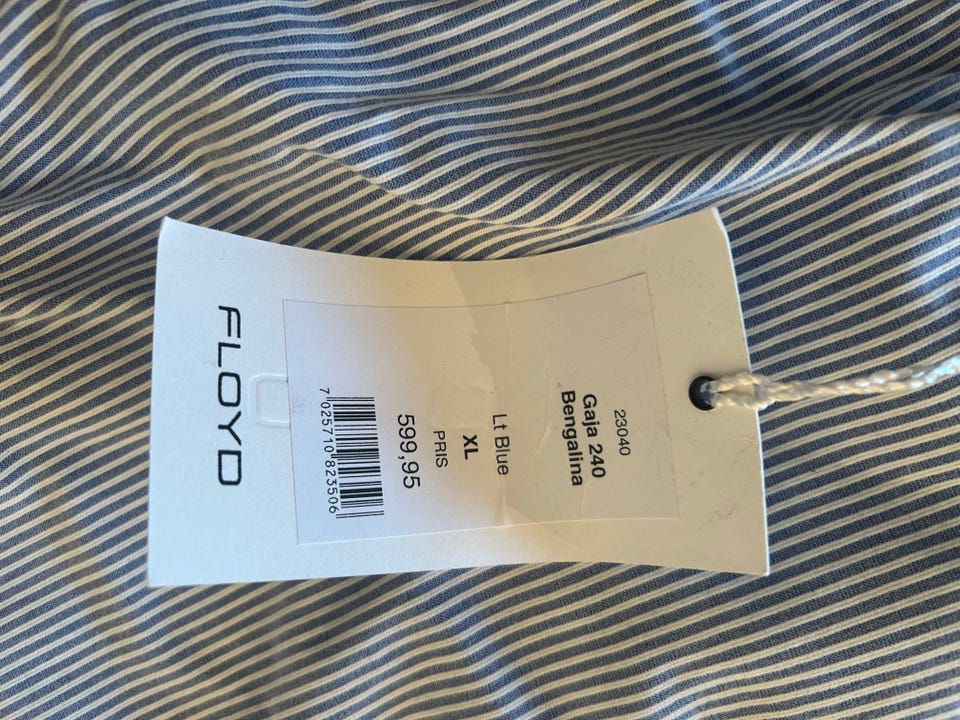 23040
Gaja 240
Bengalina
Lt Blue
XL
PRIS
599,95
7 025710 823506
FLOYD